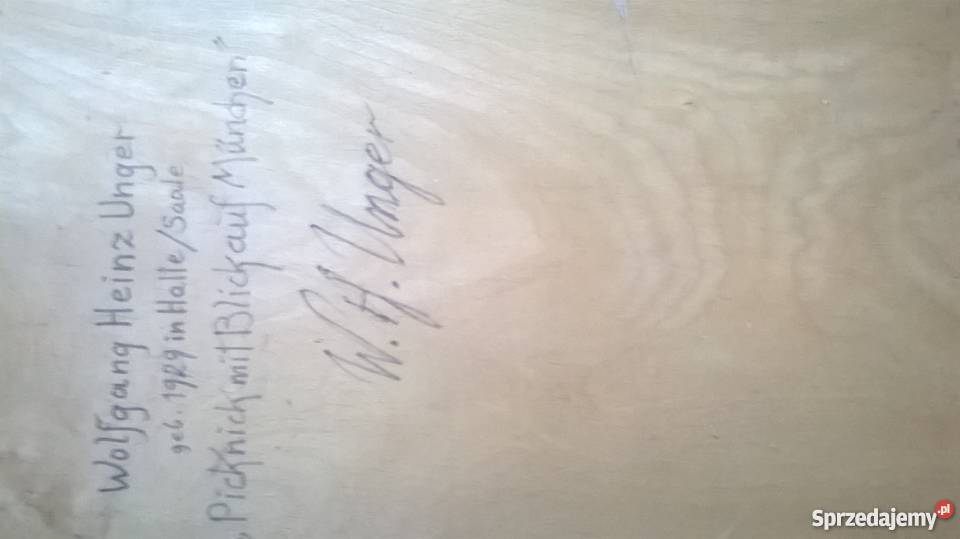 Wolfgang Heinz Unger
geb. 1929 in Halle/Saale
„Picknick mit Blick auf München"
W. H. Unger
Sprzedajemy.pl